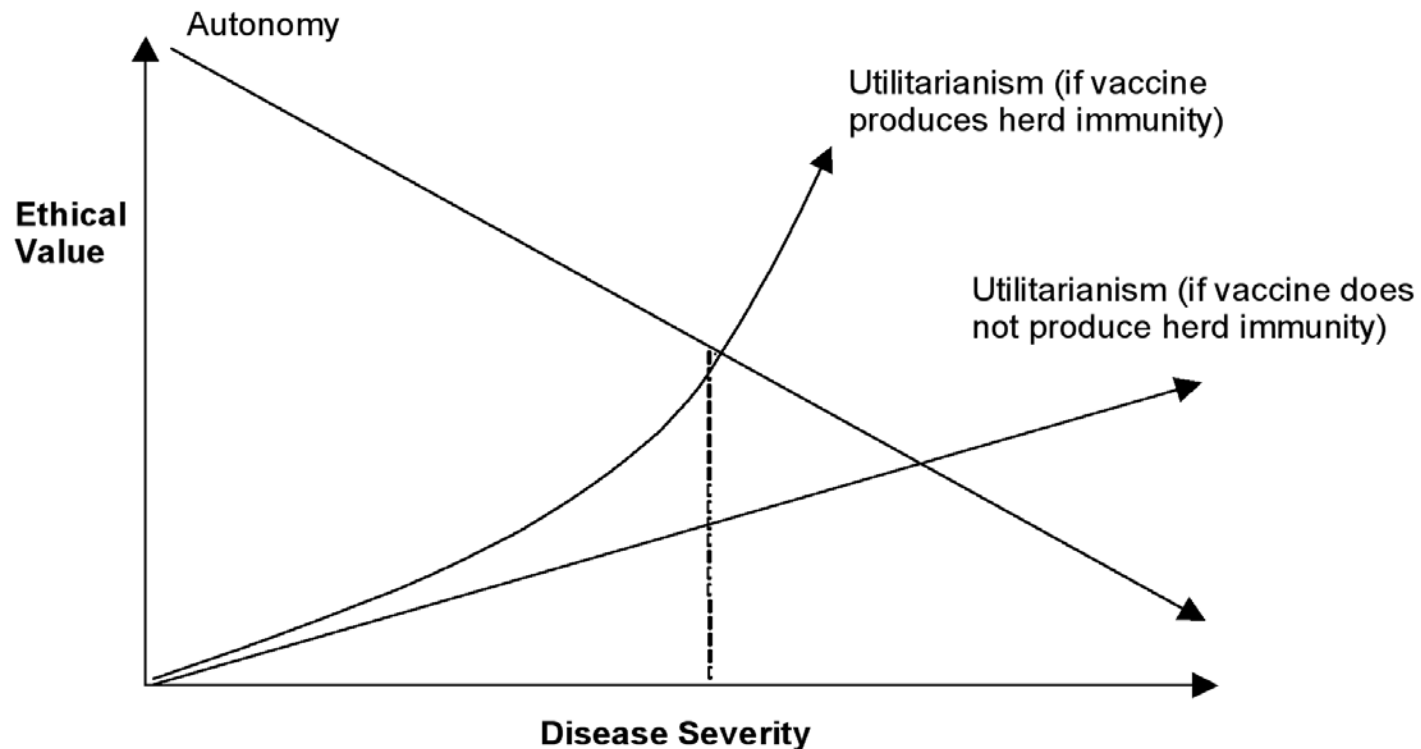 Autonomy
Utilitarianism (if vaccine
produces herd immunity)
Ethical
Value
Utilitarianism (if vaccine does
not produce herd immunity)
Disease Severity